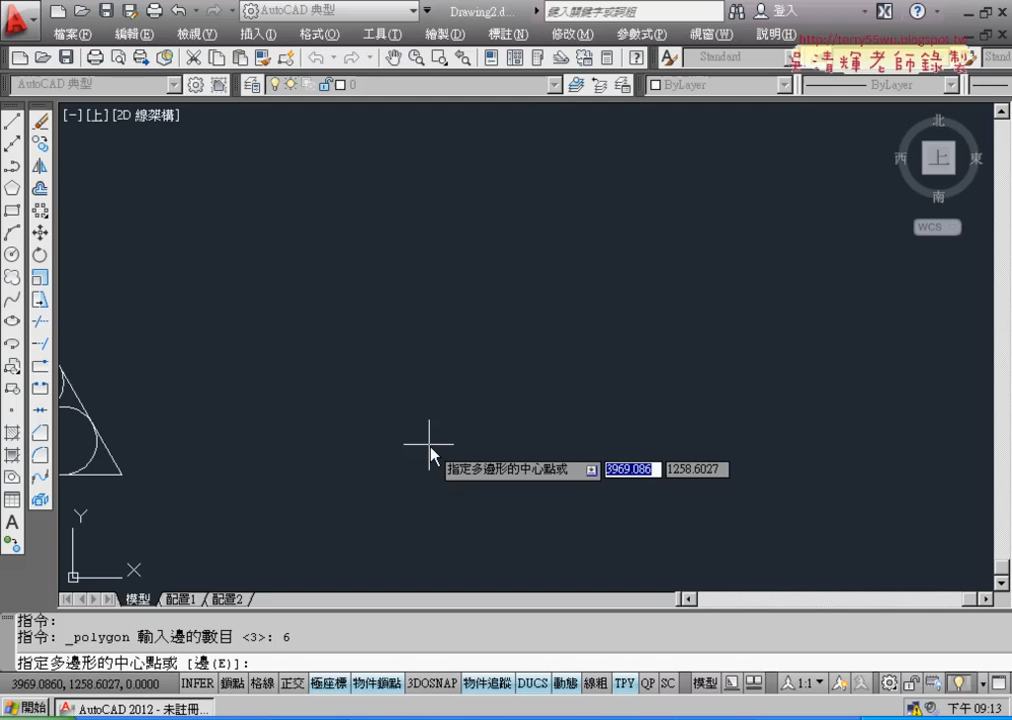 AutoCAD 典型 Drawing2.d... 鍵入關鍵字或詞組 登入
檔案(F) 編輯(E) 檢視(V) 插入(I) 格式(O) 工具(T) 繪製(D) 標註(N) 修改(M) 參數式(P) 視窗(W) 說明(H)
http://terry55wu.blogspot.tw
吳清輝老師錄製
Standard Stand
AutoCAD 典型 0 ByLayer ByLayer
[−] [上] [2D 線架構]
北
西 上 東
南
WCS
指定多邊形的中心點或 3969.086 1258.6027
Y
X
模型 配置1 配置2
指令:
指令: _polygon 輸入邊的數目 <3>: 6
指定多邊形的中心點或 [邊(E)]:
3969.0860, 1258.6027, 0.0000 INFER 鎖點 格線 正交 極座標 物件鎖點 3DOSNAP 物件追蹤 DUCS 動態 線粗 TPY QP SC 模型 1:1
開始 AutoCAD 2012 - 未註冊... 下午 09:13